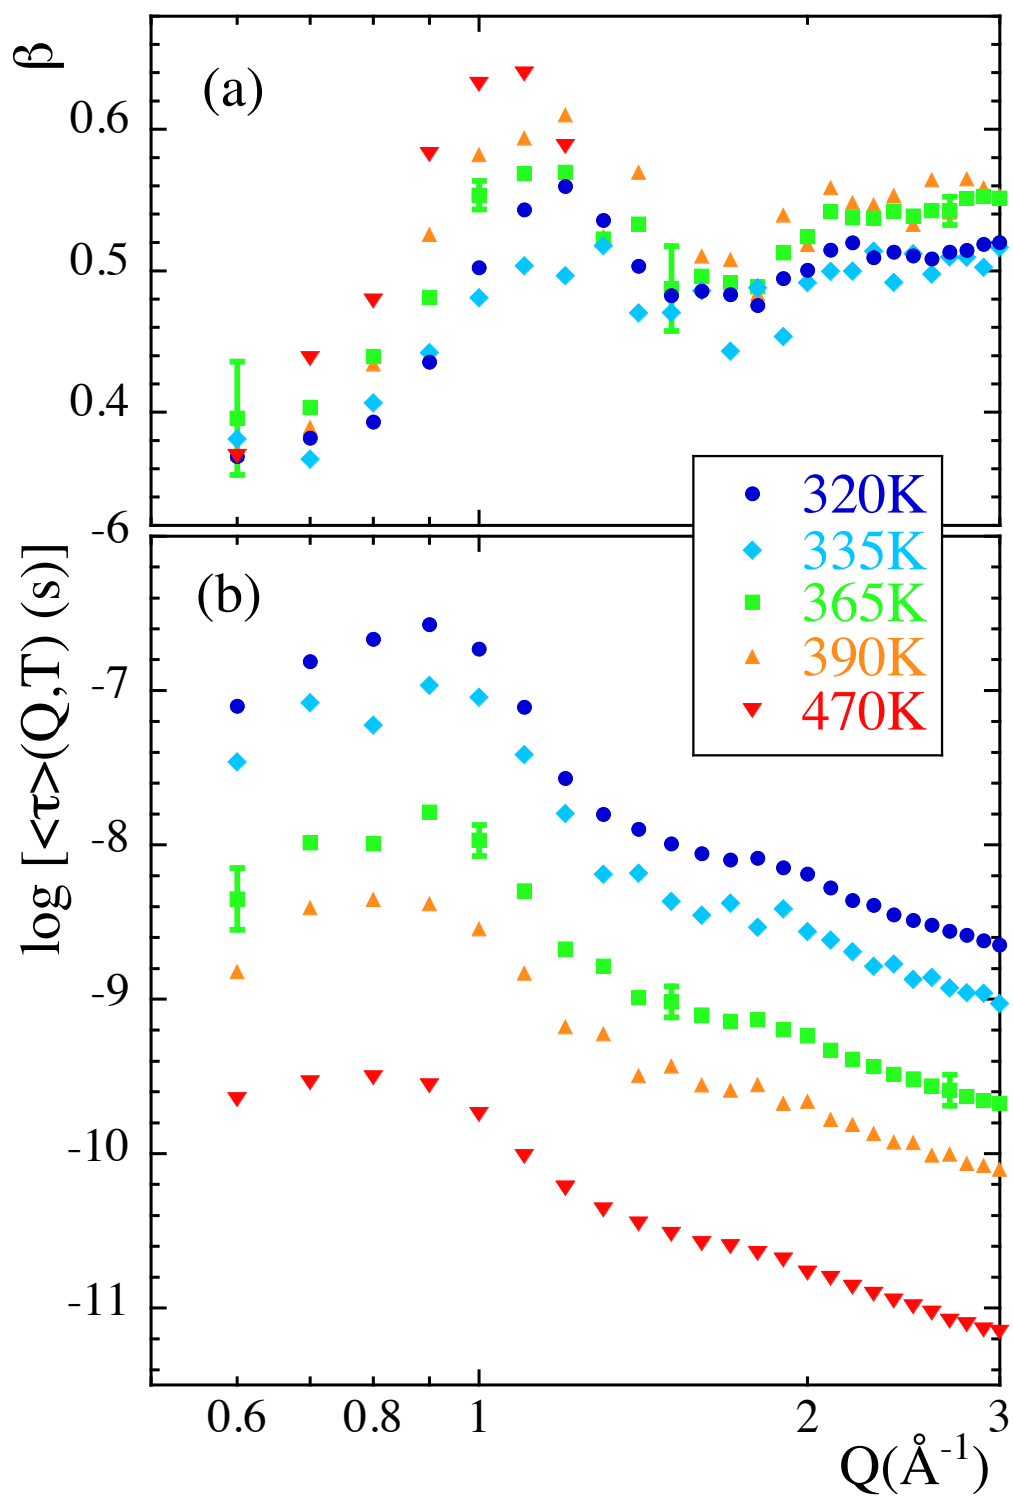 β
(a)
0.6
0.5
0.4
320K
335K
365K
390K
470K
-6
(b)
log [<τ>(Q,T) (s)]
-7
-8
-9
-10
-11
0.6 0.8 1 2 3
Q(Å-1)